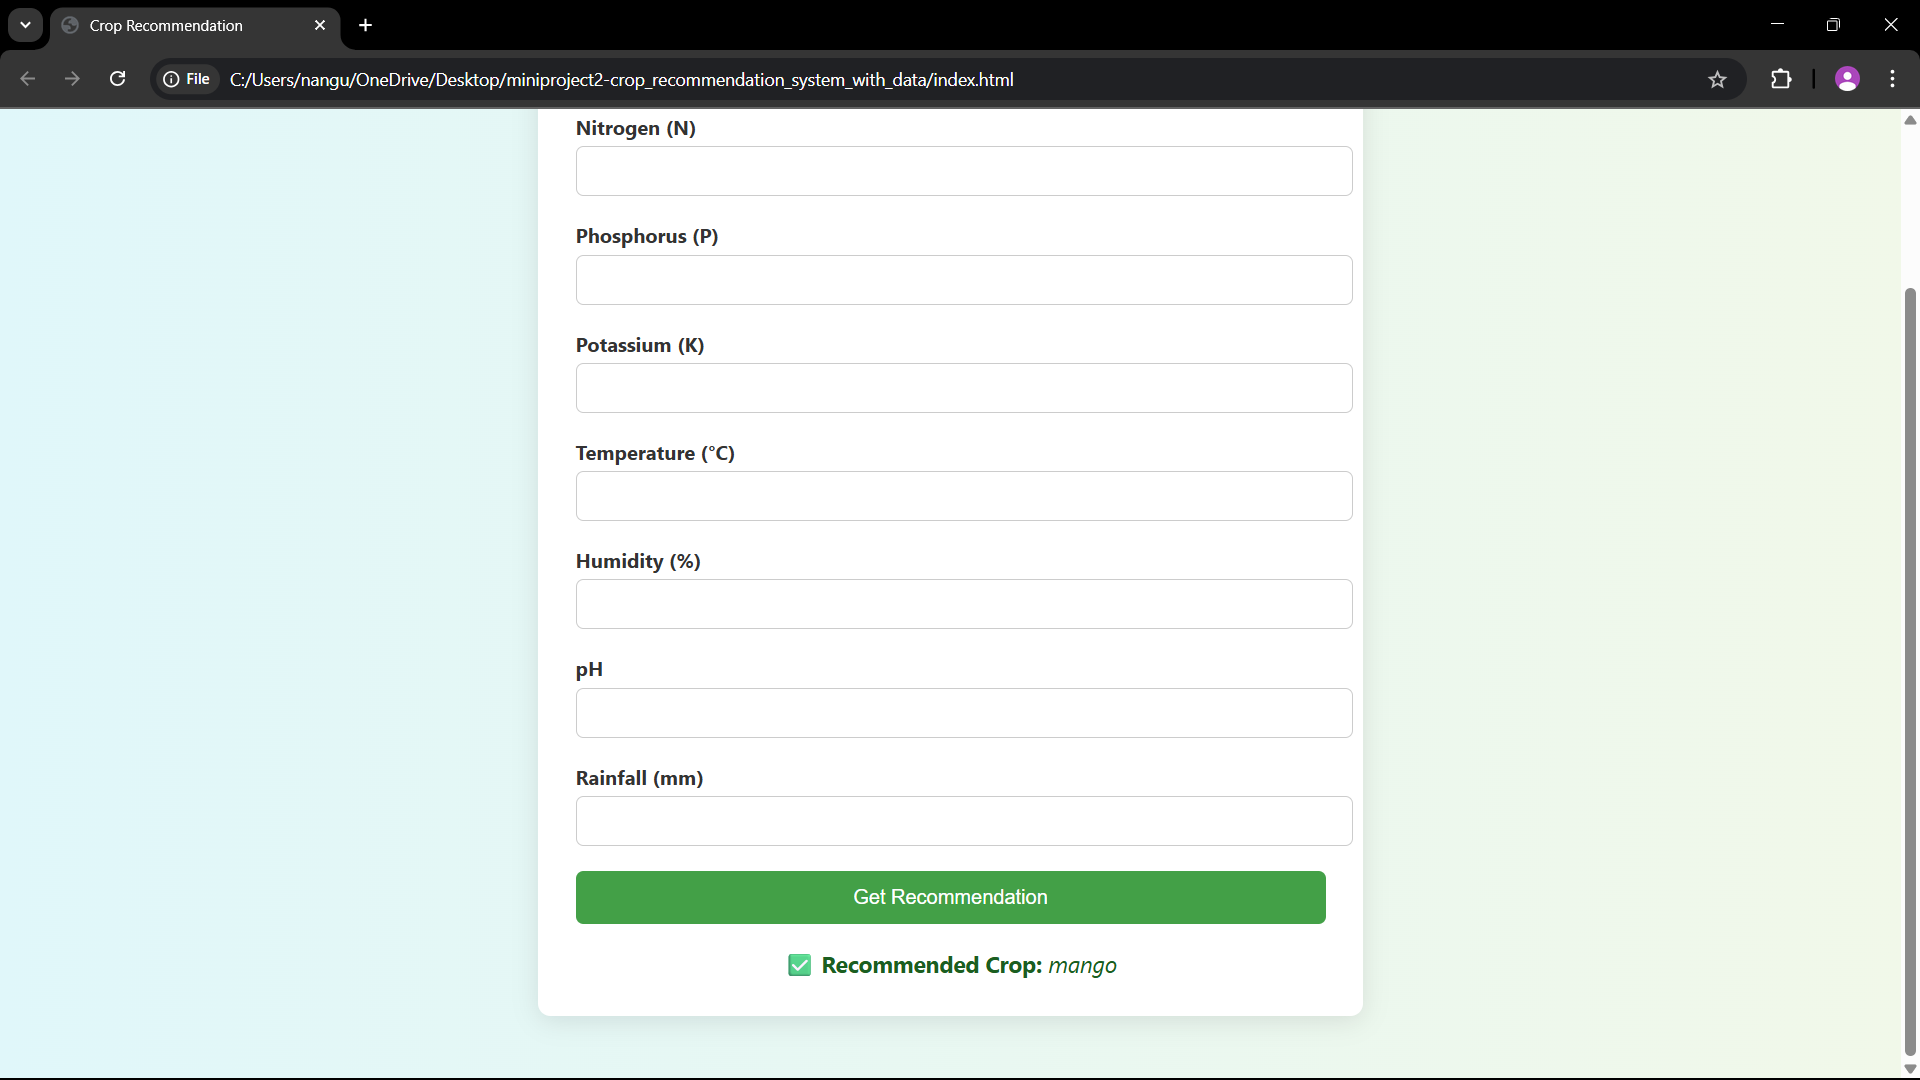 Crop Recommendation
File C:/Users/nangu/OneDrive/Desktop/miniproject2-crop_recommendation_system_with_data/index.html
Nitrogen (N)
Phosphorus (P)
Potassium (K)
Temperature (°C)
Humidity (%)
pH
Rainfall (mm)
Get Recommendation
✅ Recommended Crop: mango